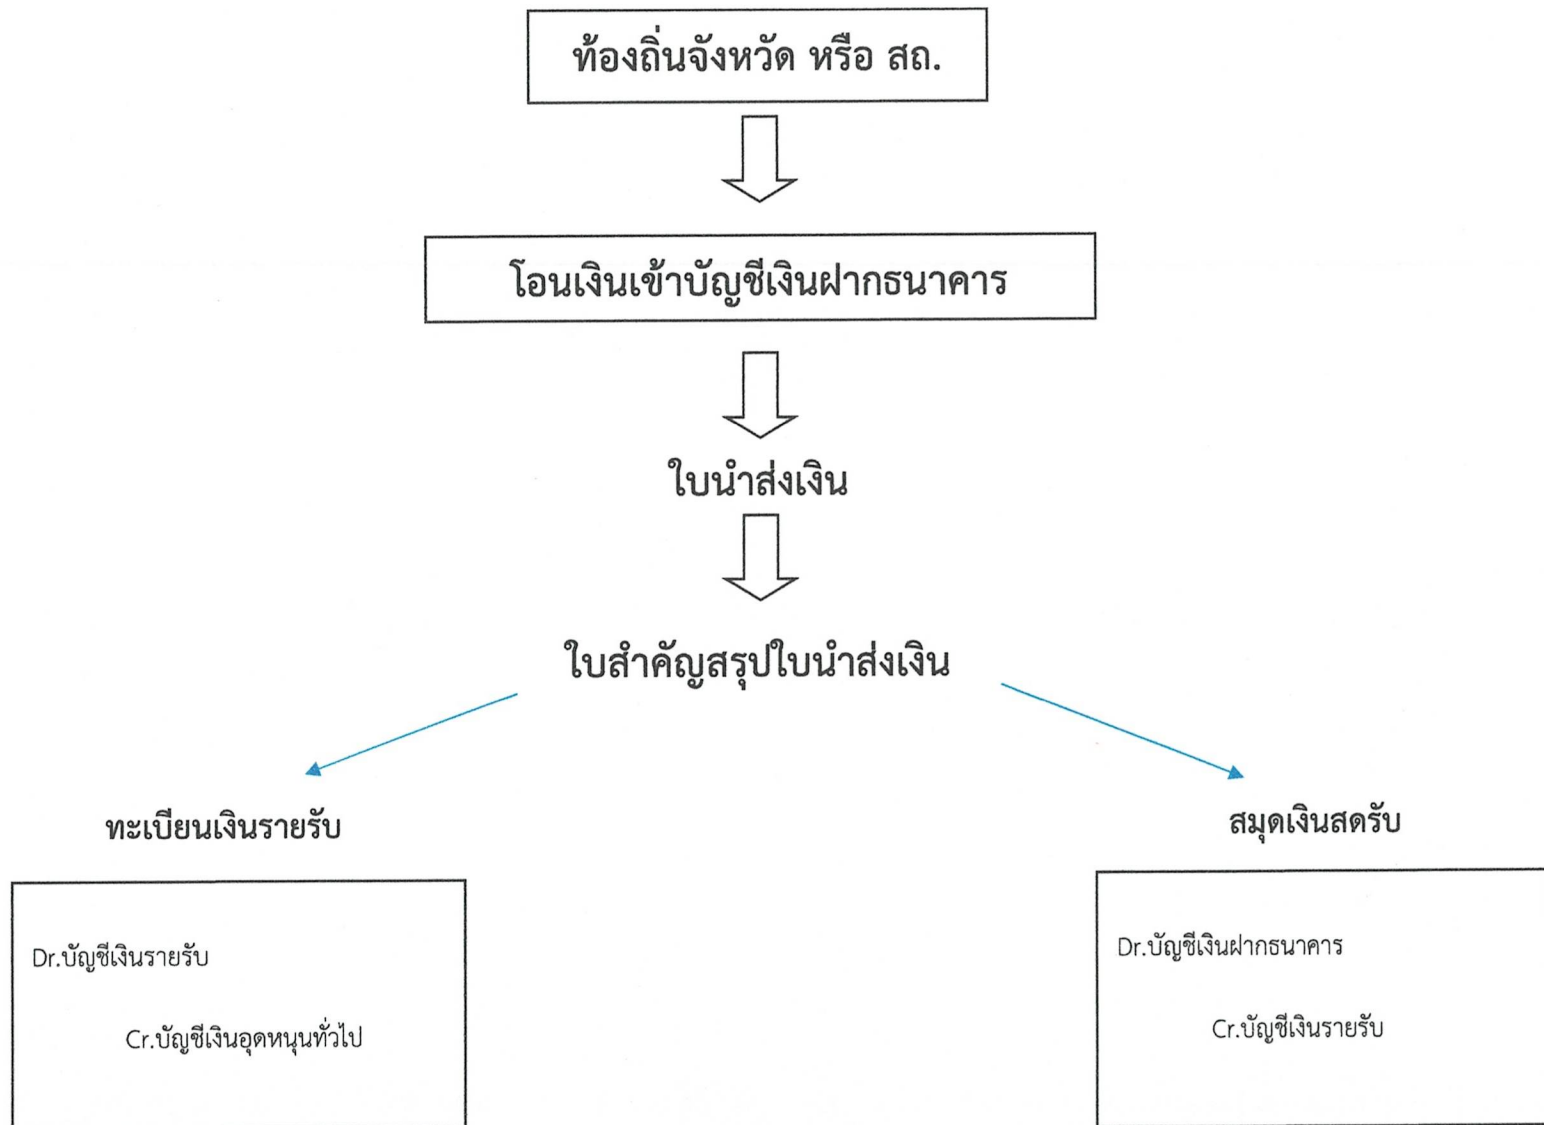 ท้องถิ่นจังหวัด หรือ สถ.
โอนเงินเข้าบัญชีเงินฝากธนาคาร
ใบนำส่งเงิน
ใบสำคัญสรุปใบนำส่งเงิน
ทะเบียนเงินรายรับ
สมุดเงินสดรับ
Dr.บัญชีเงินรายรับ
Cr.บัญชีเงินอุดหนุนทั่วไป
Dr.บัญชีเงินฝากธนาคาร
Cr.บัญชีเงินรายรับ